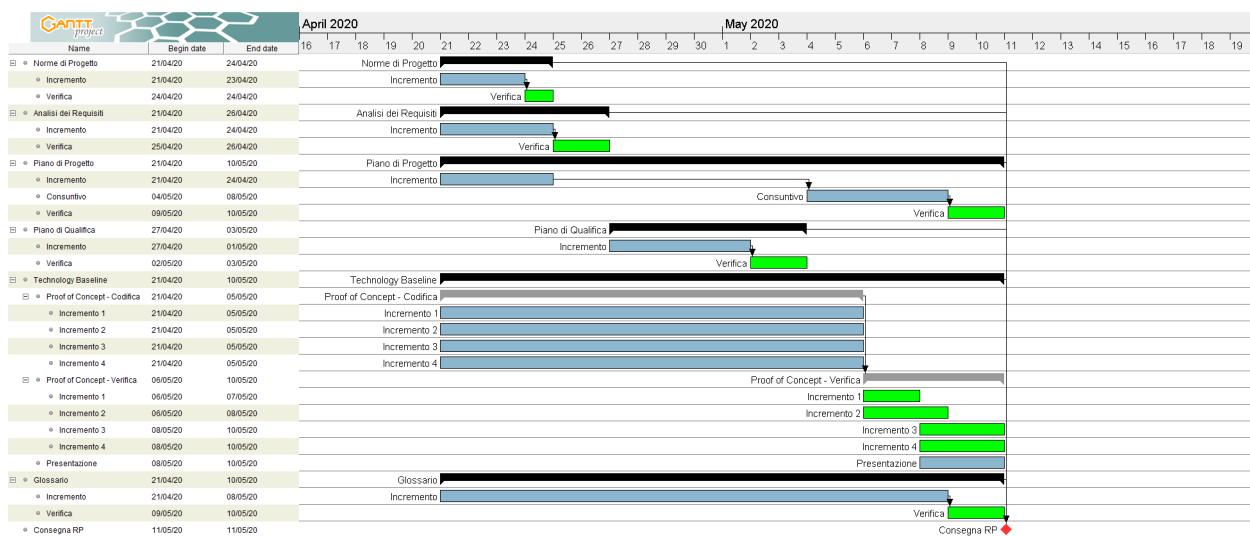 GANTT project
April 2020 May 2020
Name Begin date End date 16 17 18 19 20 21 22 23 24 25 26 27 28 29 30 1 2 3 4 5 6 7 8 9 10 11 12 13 14 15 16 17 18 19
Norme di Progetto 21/04/20 24/04/20 Norme di Progetto
Incremento 21/04/20 23/04/20 Incremento
Verifica 24/04/20 24/04/20 Verifica
Analisi dei Requisiti 21/04/20 26/04/20 Analisi dei Requisiti
Incremento 21/04/20 24/04/20 Incremento
Verifica 25/04/20 26/04/20 Verifica
Piano di Progetto 21/04/20 10/05/20 Piano di Progetto
Incremento 21/04/20 24/04/20 Incremento
Consuntivo 04/05/20 08/05/20 Consuntivo
Verifica 09/05/20 10/05/20 Verifica
Piano di Qualifica 27/04/20 03/05/20 Piano di Qualifica
Incremento 27/04/20 01/05/20 Incremento
Verifica 02/05/20 03/05/20 Verifica
Technology Baseline 21/04/20 10/05/20 Technology Baseline
Proof of Concept - Codifica 21/04/20 05/05/20 Proof of Concept - Codifica
Incremento 1 21/04/20 05/05/20 Incremento 1
Incremento 2 21/04/20 05/05/20 Incremento 2
Incremento 3 21/04/20 05/05/20 Incremento 3
Incremento 4 21/04/20 05/05/20 Incremento 4
Proof of Concept - Verifica 06/05/20 10/05/20 Proof of Concept - Verifica
Incremento 1 06/05/20 07/05/20 Incremento 1
Incremento 2 06/05/20 08/05/20 Incremento 2
Incremento 3 08/05/20 10/05/20 Incremento 3
Incremento 4 08/05/20 10/05/20 Incremento 4
Presentazione 08/05/20 10/05/20 Presentazione
Glossario 21/04/20 10/05/20 Glossario
Incremento 21/04/20 08/05/20 Incremento
Verifica 09/05/20 10/05/20 Verifica
Consegna RP 11/05/20 11/05/20 Consegna RP